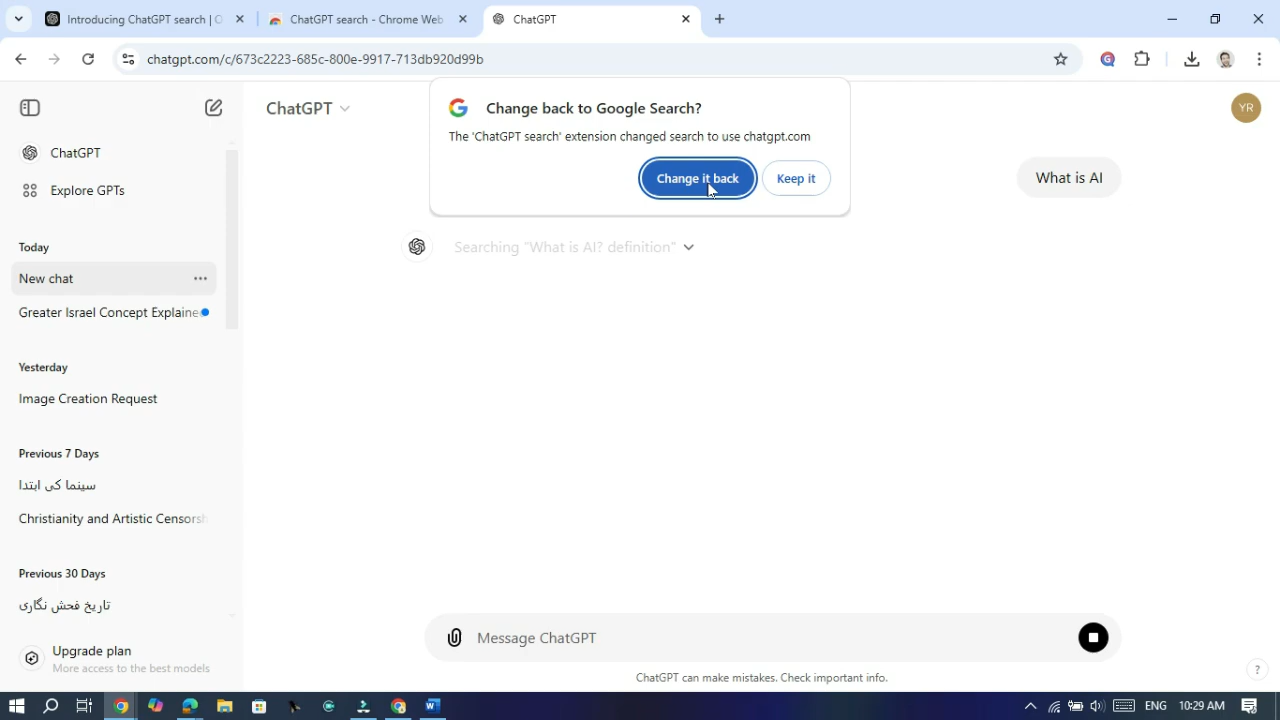 Introducing ChatGPT search | O
ChatGPT search - Chrome Web
ChatGPT
chatgpt.com/c/673c2223-685c-800e-9917-713db920d99b
ChatGPT
Change back to Google Search?
The 'ChatGPT search' extension changed search to use chatgpt.com
Change it back
Keep it
YR
What is AI
Searching "What is AI? definition"
ChatGPT
Explore GPTs
Today
New chat
Greater Israel Concept Explaine
Yesterday
Image Creation Request
Previous 7 Days
سینما کی ابتدا
Christianity and Artistic Censorsh
Previous 30 Days
تاریخ فحش نگاری
Upgrade plan
More access to the best models
Message ChatGPT
ChatGPT can make mistakes. Check important info.
?
ENG
10:29 AM